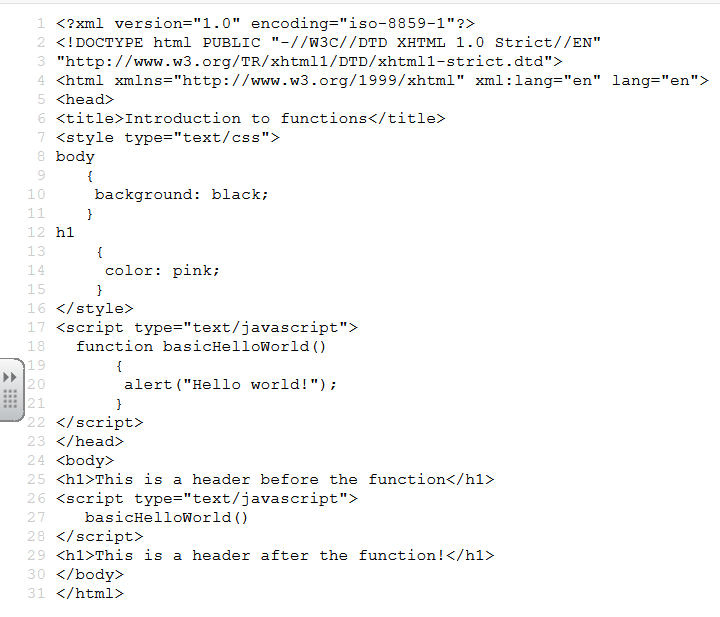 1 <?xml version="1.0" encoding="iso-8859-1"?>
2 <!DOCTYPE html PUBLIC "-//W3C//DTD XHTML 1.0 Strict//EN"
3 "http://www.w3.org/TR/xhtml1/DTD/xhtml1-strict.dtd">
4 <html xmlns="http://www.w3.org/1999/xhtml" xml:lang="en" lang="en">
5 <head>
6 <title>Introduction to functions</title>
7 <style type="text/css">
8 body
9    {
10     background: black;
11    }
12 h1
13     {
14      color: pink;
15     }
16 </style>
17 <script type="text/javascript">
18   function basicHelloWorld()
19       {
20        alert("Hello world!");
21       }
22 </script>
23 </head>
24 <body>
25 <h1>This is a header before the function</h1>
26 <script type="text/javascript">
27    basicHelloWorld()
28 </script>
29 <h1>This is a header after the function!</h1>
30 </body>
31 </html>